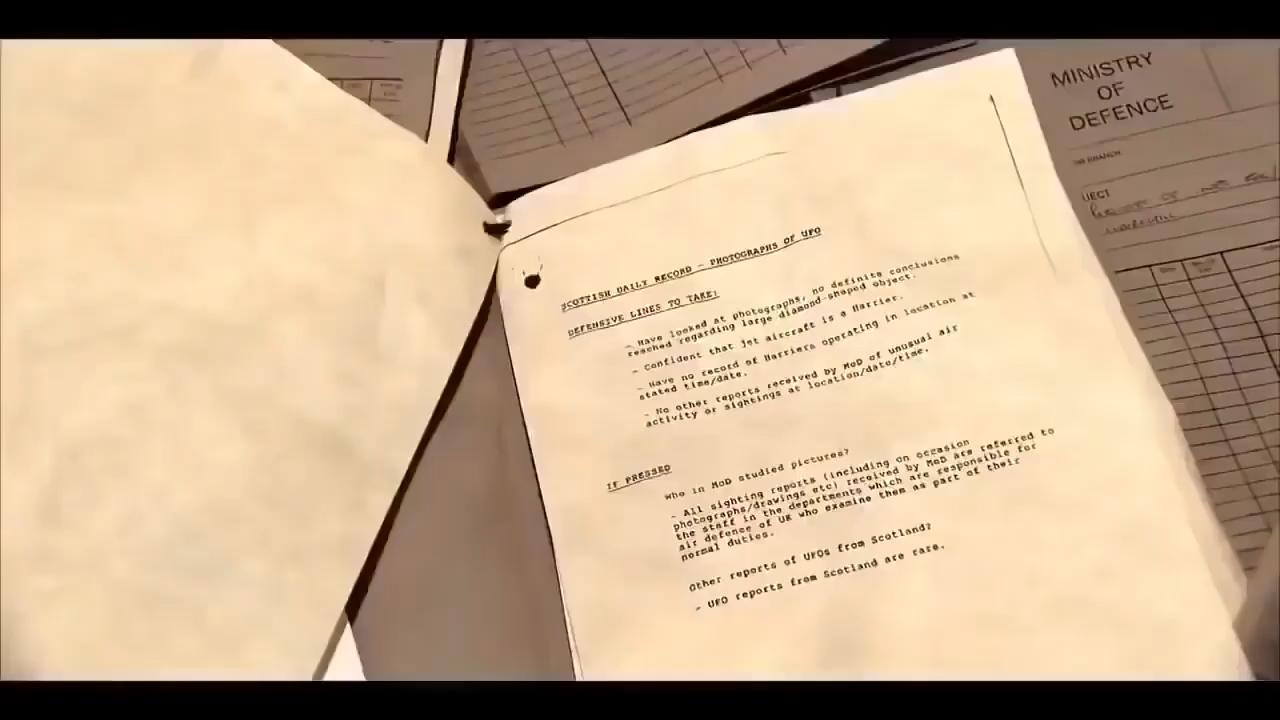 SCOTTISH DAILY RECORD - PHOTOGRAPHS OF UFO
DEFENSIVE LINES TO TAKE:
- Have looked at photographs, no definite conclusions
reached regarding large diamond-shaped object.
- Confident that jet aircraft is a Harrier.
- Have no record of Harriers operating in location at
stated time/date.
- No other reports received by MoD of unusual air
activity or sightings at location/date/time.
IF PRESSED
Who in MoD studied pictures?
- All sighting reports (including on occasion
photographs/drawings etc) received by MoD are referred to
the staff in the departments which are responsible for
air defence of UK who examine them as part of their
normal duties.
Other reports of UFOs from Scotland?
- UFO reports from Scotland are rare.
MINISTRY
OF
DEFENCE
BRANCH
JECT